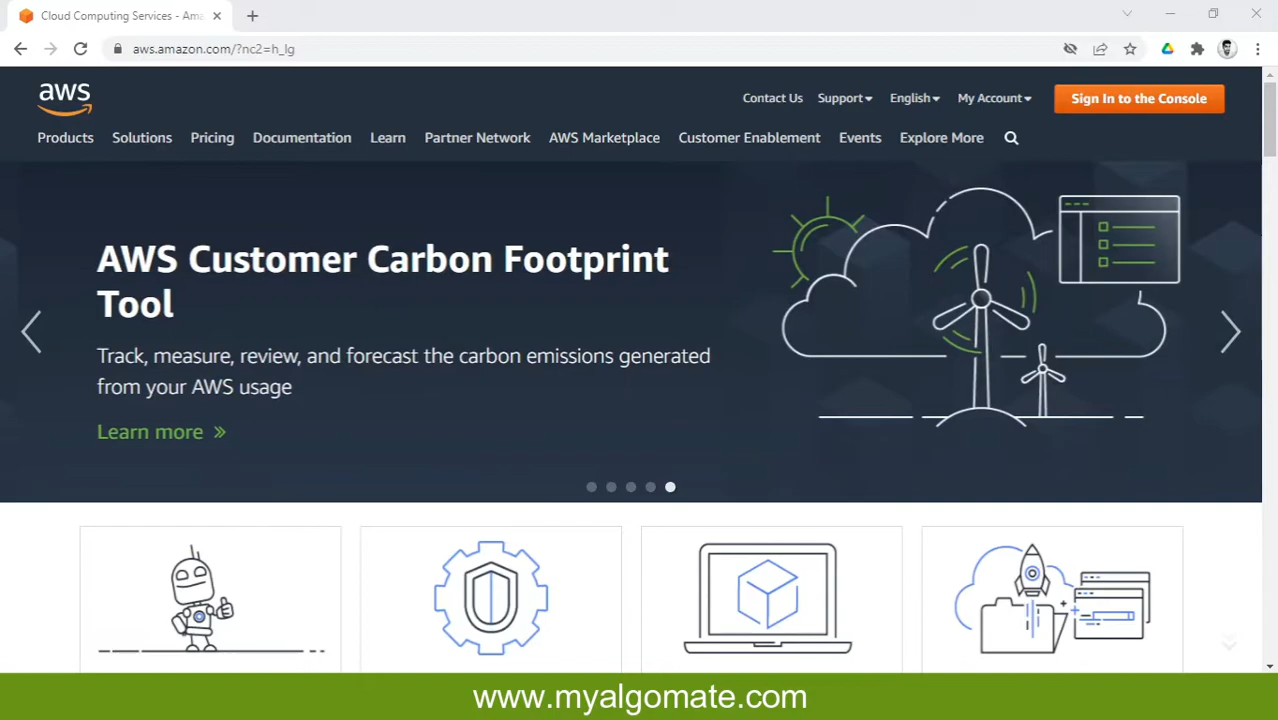 Cloud Computing Services - Ama
aws.amazon.com/?nc2=h_lg
aws
Contact Us Support English My Account Sign In to the Console
Products Solutions Pricing Documentation Learn Partner Network AWS Marketplace Customer Enablement Events Explore More
AWS Customer Carbon Footprint
Tool
Track, measure, review, and forecast the carbon emissions generated
from your AWS usage
Learn more »
www.myalgomate.com